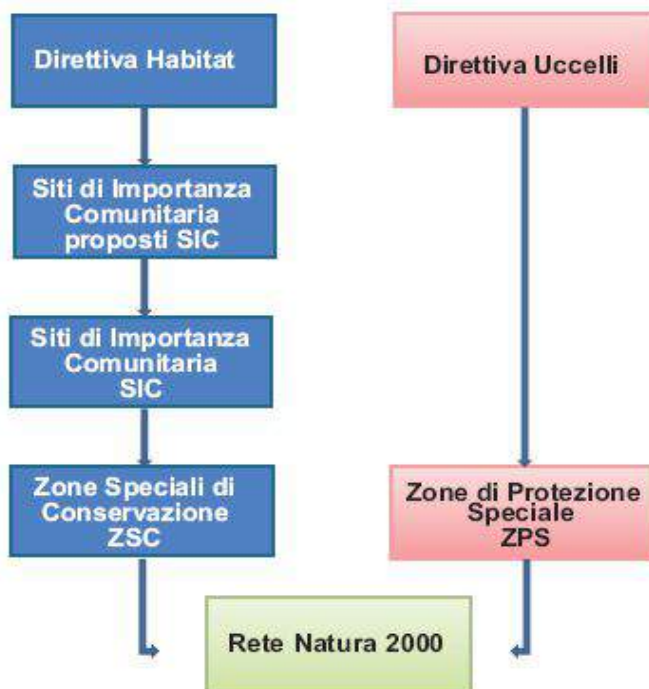 Direttiva Habitat
Direttiva Uccelli
Siti di Importanza
Comunitaria
proposti SIC
Siti di Importanza
Comunitaria
SIC
Zone Speciali di
Conservazione
ZSC
Zone di Protezione
Speciale
ZPS
Rete Natura 2000